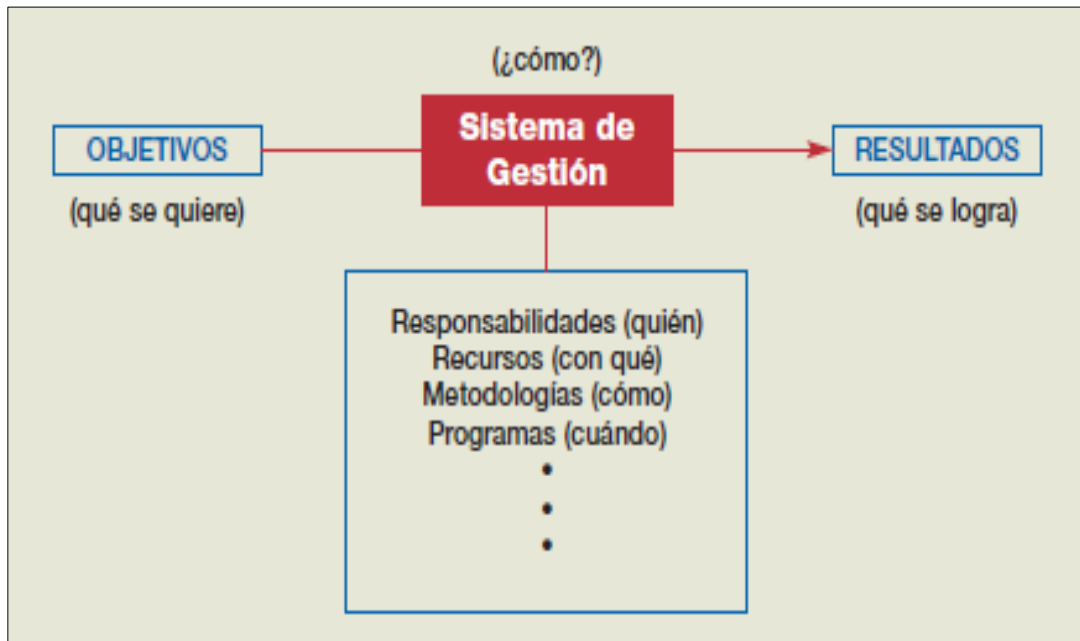 (¿cómo?)
Sistema de
Gestión
OBJETIVOS
(qué se quiere)
RESULTADOS
(qué se logra)
Responsabilidades (quién)
Recursos (con qué)
Metodologías (cómo)
Programas (cuándo)
•
•
•